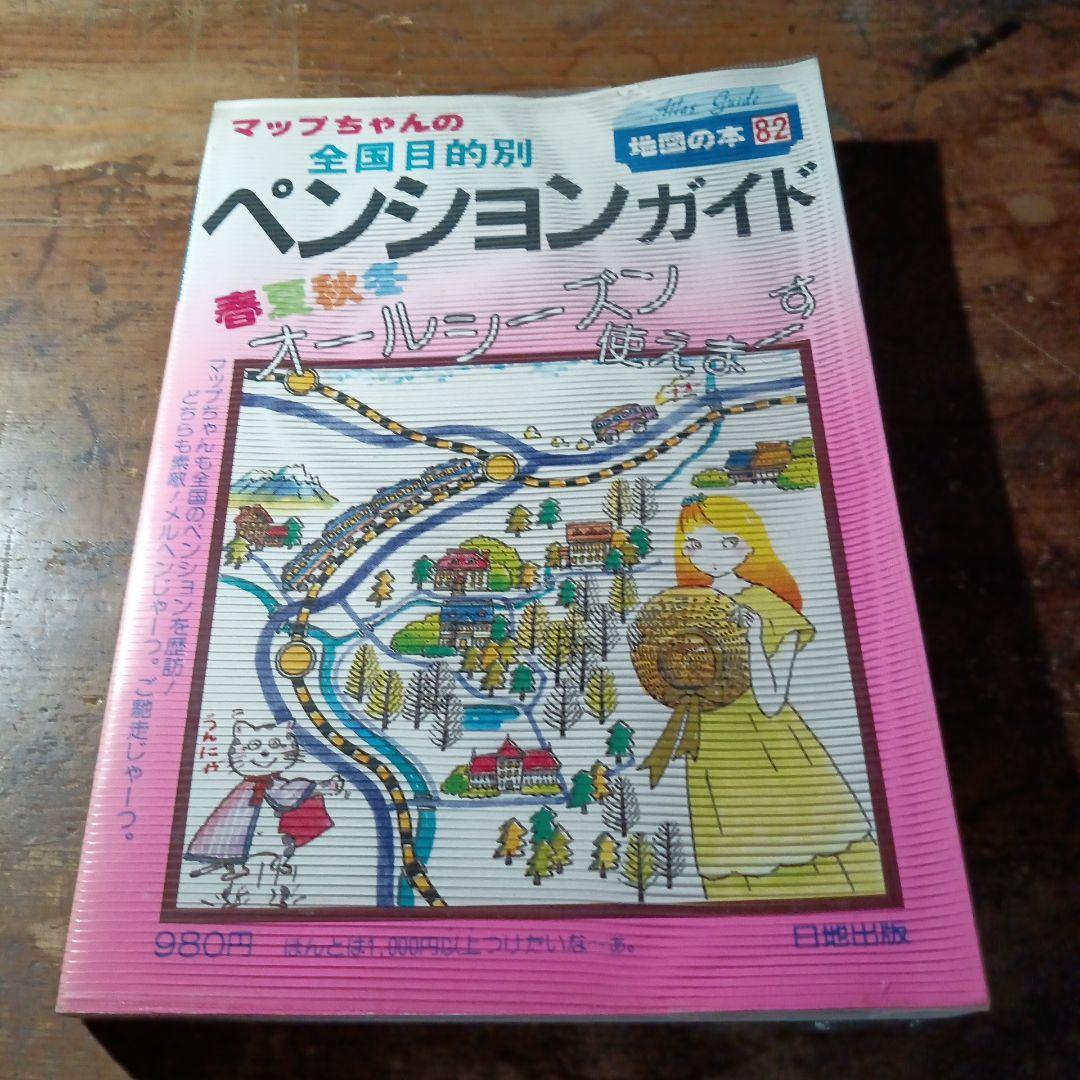 Atlas Guide
地図の本 82
マップちゃんの
全国目的別
ペンションガイド
春夏秋冬
オールシーズン
使えまーす
マップちゃんも全国のペンションを歴訪!
どちらも素敵!メルヘンじゃーっ。ご馳走じゃーっ。
うんにゃ
980円 ほんとは1,000円以上つけたいな…ぁ。
日地出版